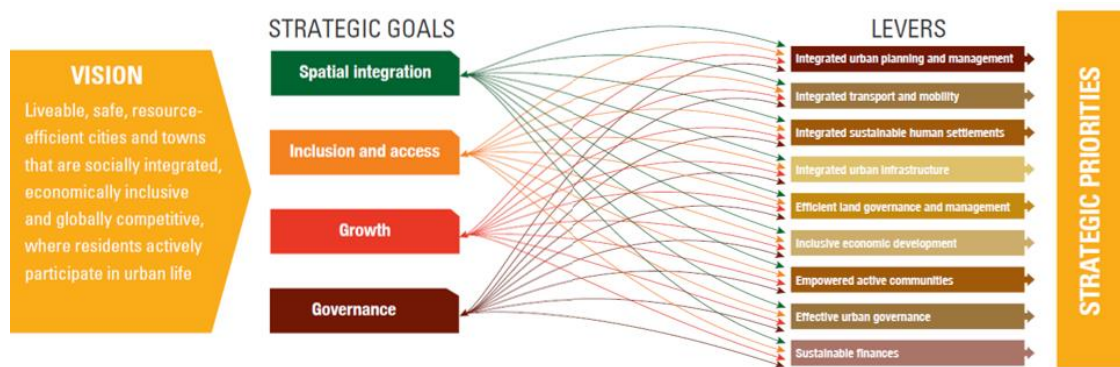 VISION
Liveable, safe, resource-
efficient cities and towns
that are socially integrated,
economically inclusive
and globally competitive,
where residents actively
participate in urban life
STRATEGIC GOALS
Spatial integration
Inclusion and access
Growth
Governance
LEVERS
Integrated urban planning and management
Integrated transport and mobility
Integrated sustainable human settlements
Integrated urban infrastructure
Efficient land governance and management
Inclusive economic development
Empowered active communities
Effective urban governance
Sustainable finances
STRATEGIC PRIORITIES